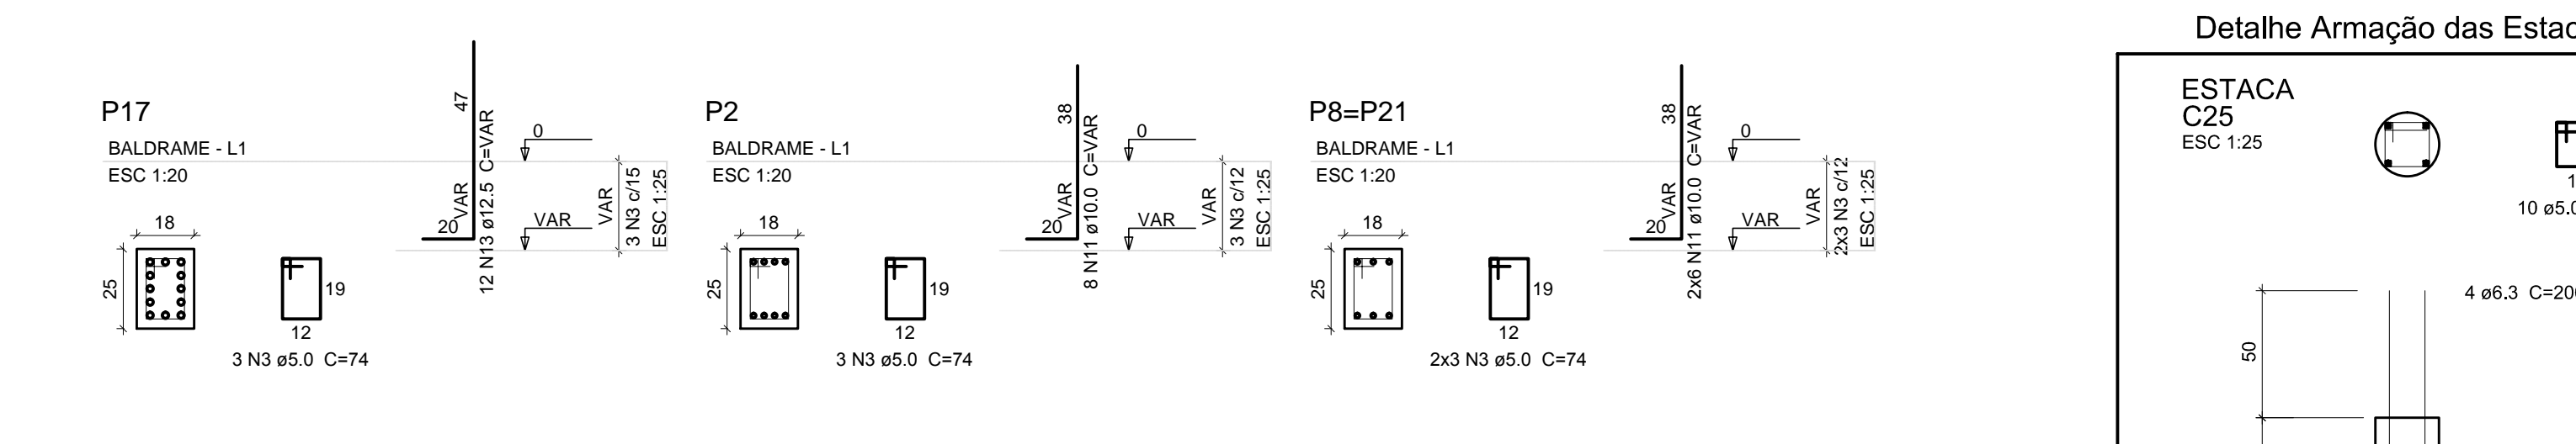 P17
BALDRAME - L1
ESC 1:20
18
25
19
12
3 N3 ø5.0 C=74
47
VAR
20
12 N13 ø12.5 C=VAR
0
VAR
VAR
3 N3 c/15
ESC 1:25
P2
BALDRAME - L1
ESC 1:20
18
25
19
12
3 N3 ø5.0 C=74
38
VAR
20
8 N11 ø10.0 C=VAR
0
VAR
VAR
3 N3 c/12
ESC 1:25
P8=P21
BALDRAME - L1
ESC 1:20
18
25
19
12
2x3 N3 ø5.0 C=74
38
VAR
20
2x6 N11 ø10.0 C=VAR
0
VAR
VAR
2x3 N3 c/12
ESC 1:25
Detalhe Armação das
ESTACA
C25
ESC 1:25
10
4 ø6.3
50